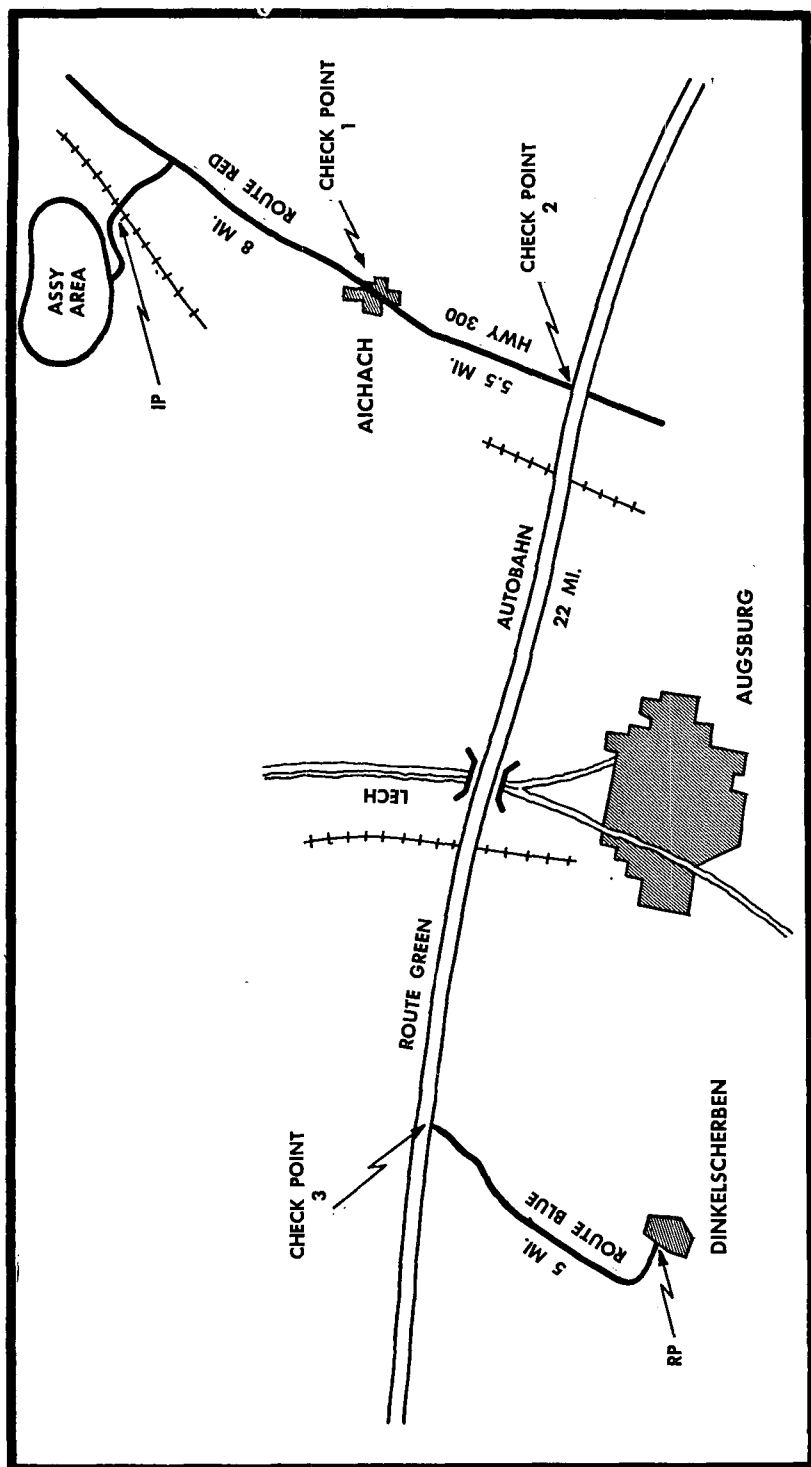 ASSY
AREA
IP
ROUTE RED
8 MI.
CHECK POINT
1
AICHACH
HWY 300
5.5 MI.
CHECK POINT
2
AUTOBAHN
22 MI.
AUGSBURG
LECH
ROUTE GREEN
CHECK POINT
3
ROUTE BLUE
5 MI.
DINKELSCHERBEN
RP